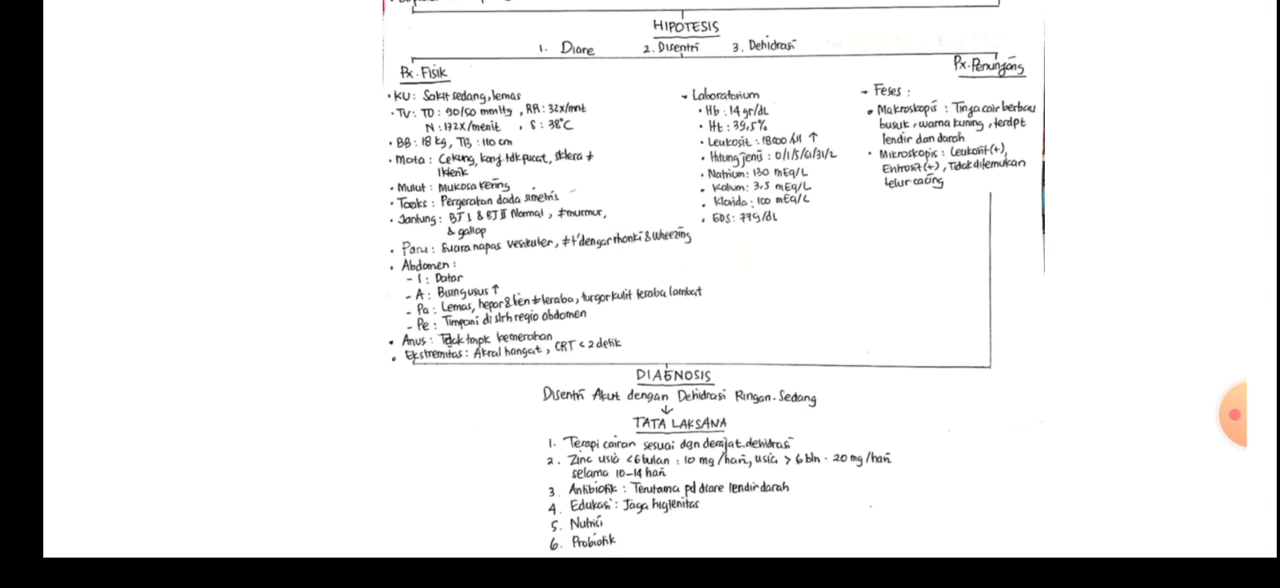 HIPOTESIS
1. Diare 2. Disentri 3. Dehidrasi
Px. Fisik
• KU : Sakit sedang, lemas
• TV : TD : 90/50 mmHg , RR : 32x/mnt
N : 132x/menit , S : 38°C
• BB : 18 kg, TB : 110 cm
• Mata : Cekung, konj tdk pucat, sklera ≠
ikterik
• Mulut : Mukosa kering
• Toraks : Pergerakan dada simetris
• Jantung : BJ I & BJ II Normal , ≠ murmur,
& gallop
• Paru : Suara napas vesikuler, ≠ t'dengar rhonki & wheezing
• Abdomen :
- I : Datar
- A : Bising usus ↑
- Pa : Lemas, hepar & lien ≠ teraba, turgor kulit teraba lambat
- Pe : Timpani di slrh regio abdomen
• Anus : Tdck tmpk kemerahan
• Ekstremitas : Akral hangat , CRT < 2 detik
- Laboratorium
• Hb : 14 gr/dL
• Ht : 39,5%
• Leukosit : 18000 /ul ↑
• Hitung jenis : 0/1/5/61/31/2
• Natrium : 130 mEq/L
• Kalium : 3.5 mEq/L
• Klorida : 100 mEq/L
• GDS : 77 g/dL
Px. Penunjang
- Feses :
• Makroskopis : Tinja cair berbau
busuk, warna kuning, terdpt
lendir dan darah
• Mikroskopis : Leukosit (+),
Eritrosit (+), Tidak ditemukan
telur cacing
DIAGNOSIS
Disentri Akut dengan Dehidrasi Ringan-Sedang
↓
TATA LAKSANA
1. Terapi cairan sesuai dgn derajat dehidrasi
2. Zinc usia < 6 bulan : 10 mg/hari, usia > 6 bln : 20 mg/hari
selama 10-14 hari
3. Antibiotik : Terutama pd diare lendir darah
4. Edukasi : Jaga higienitas
5. Nutrisi
6. Probiotik